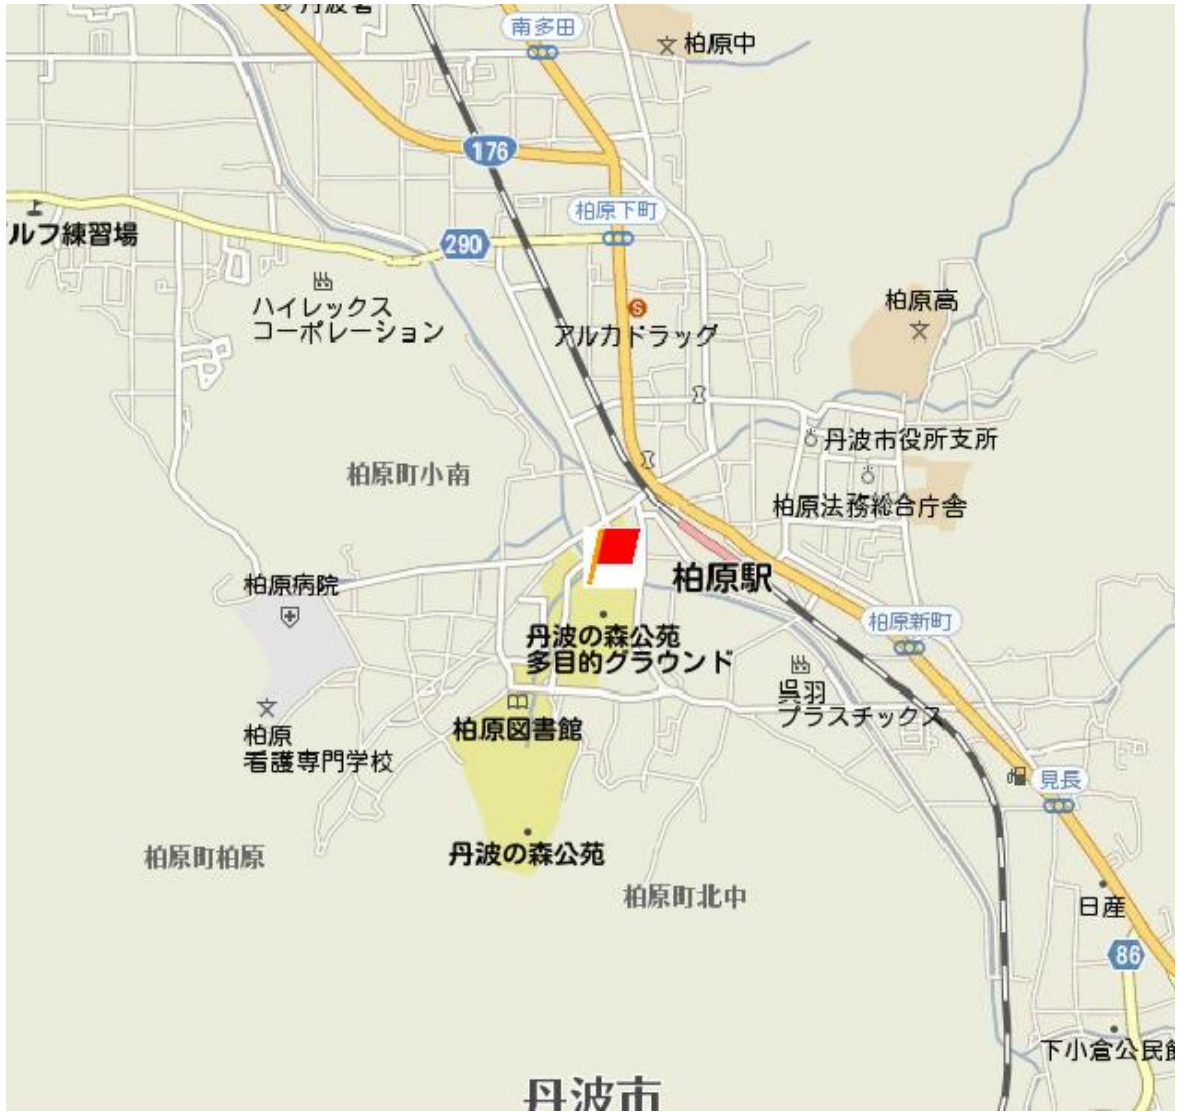 丹波署
南多田
柏原中
176
柏原下町
ルフ練習場
290
ハイレックス
コーポレーション
S
アルカドラッグ
柏原高
丹波市役所支所
柏原町小南
柏原法務総合庁舎
柏原病院
柏原駅
柏原新町
丹波の森公苑
多目的グラウンド
呉羽
プラスチックス
柏原図書館
柏原
看護専門学校
見長
丹波の森公苑
柏原町柏原
柏原町北中
日産
86
下小倉公民館
丹波市